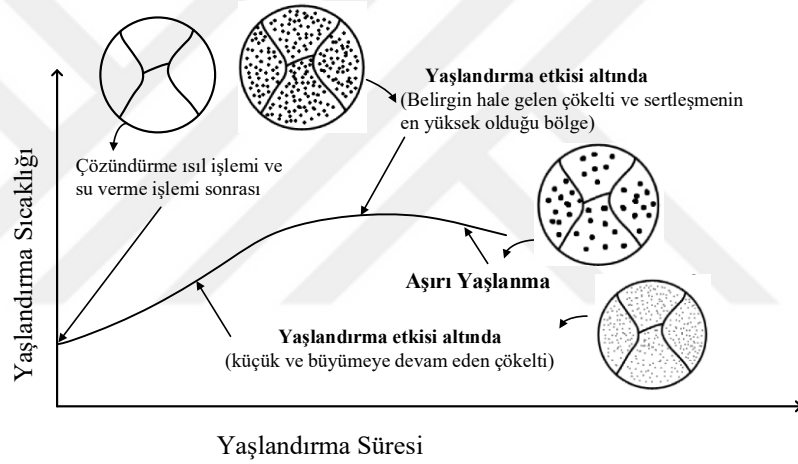 Yaşlandırma etkisi altında
(Belirgin hale gelen çökelti ve sertleşmenin
en yüksek olduğu bölge)
Çözündürme ısıl işlemi ve
su verme işlemi sonrası
Aşırı Yaşlanma
Yaşlandırma etkisi altında
(küçük ve büyümeye devam eden çökelti)
Yaşlandırma Sıcaklığı
Yaşlandırma Süresi